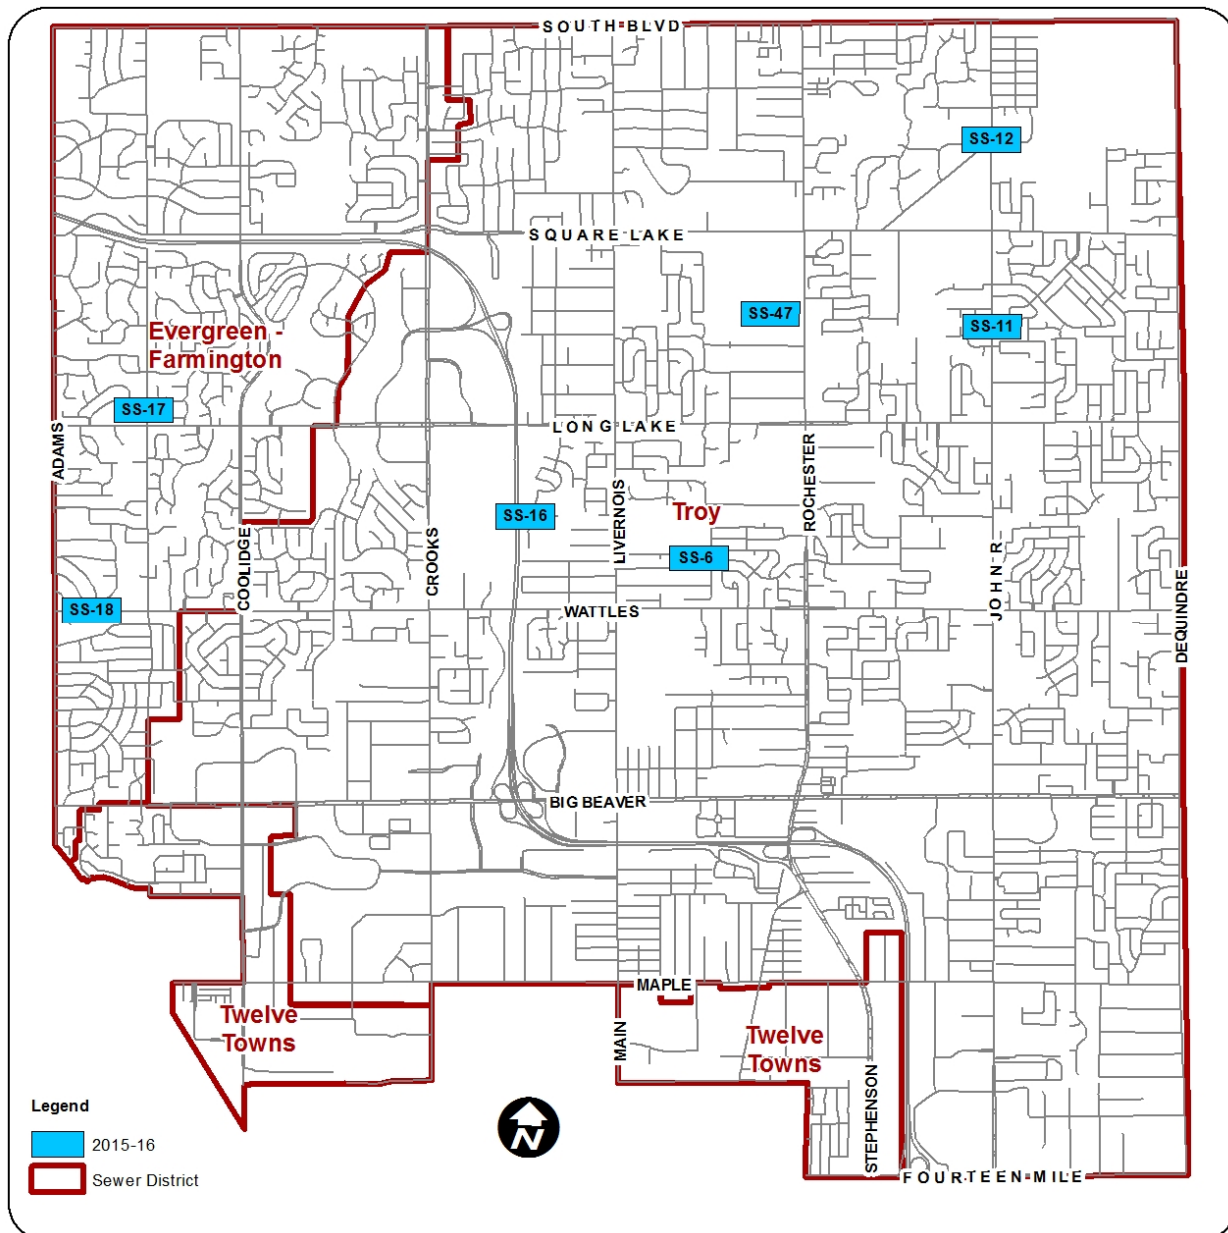 SOUTH BLVD
SS-12
SQUARE LAKE
SS-47
SS-11
Evergreen -
Farmington
SS-17
ADAMS
LONG LAKE
ROCHESTER
LIVERNOIS
SS-16
Troy
COOLIDGE
CROOKS
SS-6
JOHN R
DEQUINDRE
SS-18
WATTLES
BIG BEAVER
MAPLE
Twelve
Towns
MAIN
Twelve
Towns
STEPHENSON
Legend
2015-16
N
Sewer District
FOURTEEN MILE